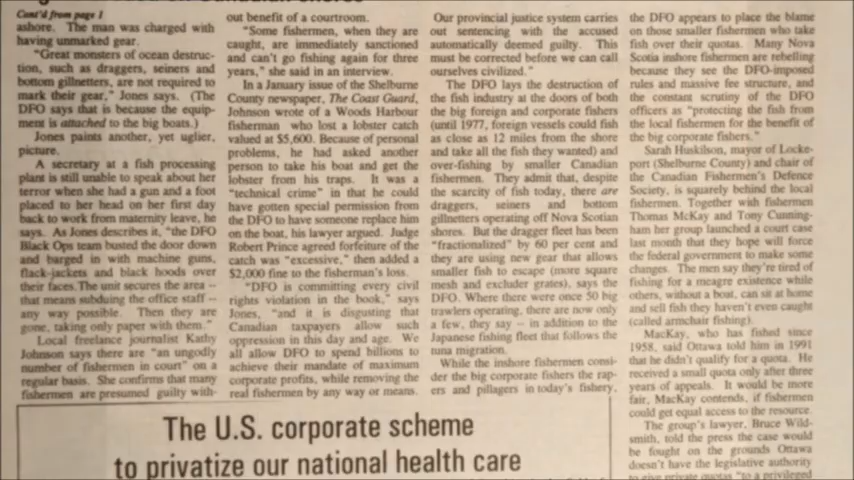 Cont'd from page 1
ashore. The man was charged with
having unmarked gear.
"Great monsters of ocean destruc-
tion, such as draggers, seiners and
bottom gillnetters, are not required to
mark their gear," Jones says. (The
DFO says that is because the equip-
ment is attached to the big boats.)
Jones paints another, yet uglier,
picture.
A secretary at a fish processing
plant is still unable to speak about her
terror when she had a gun and a foot
placed to her head on her first day
back to work from maternity leave, he
says. As Jones describes it, "the DFO
Black Ops team busted the door down
and barged in with machine guns,
flack-jackets and black hoods over
their faces. The unit secures the area --
that means subduing the office staff --
any way possible. Then they are
gone, taking only paper with them."
Local freelance journalist Kathy
Johnson says there are "an ungodly
number of fishermen in court" on a
regular basis. She confirms that many
fishermen are presumed guilty with-
out benefit of a courtroom.
"Some fishermen, when they are
caught, are immediately sanctioned
and can't go fishing again for three
years," she said in an interview.
In a January issue of the Shelburne
County newspaper, The Coast Guard,
Johnson wrote of a Woods Harbour
fisherman who lost a lobster catch
valued at $5,600. Because of personal
problems, he had asked another
person to take his boat and get the
lobster from his traps. It was a
"technical crime" in that he could
have gotten special permission from
the DFO to have someone replace him
on the boat, his lawyer argued. Judge
Robert Prince agreed forfeiture of the
catch was "excessive," then added a
$2,000 fine to the fisherman's loss.
"DFO is committing every civil
rights violation in the book," says
Jones, "and it is disgusting that
Canadian taxpayers allow such
oppression in this day and age. We
all allow DFO to spend billions to
achieve their mandate of maximum
corporate profits, while removing the
real fishermen by any way or means.
Our provincial justice system carries
out sentencing with the accused
automatically deemed guilty. This
must be corrected before we can call
ourselves civilized."
The DFO lays the destruction of
the fish industry at the doors of both
the big foreign and corporate fishers
(until 1977, foreign vessels could fish
as close as 12 miles from the shore
and take all the fish they wanted) and
over-fishing by smaller Canadian
fishermen. They admit that, despite
the scarcity of fish today, there are
draggers, seiners and bottom
gillnetters operating off Nova Scotian
shores. But the dragger fleet has been
"fractionalized" by 60 per cent and
they are using new gear that allows
smaller fish to escape (more square
mesh and excluder grates), says the
DFO. Where there were once 50 big
trawlers operating, there are now only
a few, they say -- in addition to the
Japanese fishing fleet that follows the
tuna migration.
While the inshore fishermen consi-
der the big corporate fishers the rap-
ers and pillagers in today's fishery,
the DFO appears to place the blame
on those smaller fishermen who take
fish over their quotas. Many Nova
Scotia inshore fishermen are rebelling
because they see the DFO-imposed
rules and massive fee structure, and
the constant scrutiny of the DFO
officers as "protecting the fish from
the local fishermen for the benefit of
the big corporate fishers."
Sarah Huskilson, mayor of Locke-
port (Shelburne County) and chair of
the Canadian Fishermen's Defence
Society, is squarely behind the local
fishermen. Together with fishermen
Thomas McKay and Tony Cunning-
ham her group launched a court case
last month that they hope will force
the federal government to make some
changes. The men say they're tired of
fishing for a meagre existence while
others, without a boat, can sit at home
and sell fish they haven't even caught
(called armchair fishing).
MacKay, who has fished since
1958, said Ottawa told him in 1991
that he didn't qualify for a quota. He
received a small quota only after three
years of appeals. It would be more
fair, MacKay contends, if fishermen
could get equal access to the resource.
The group's lawyer, Bruce Wild-
smith, told the press the case would
be fought on the grounds Ottawa
doesn't have the legislative authority
to give private quotas "to a privileged
The U.S. corporate scheme
to privatize our national health care